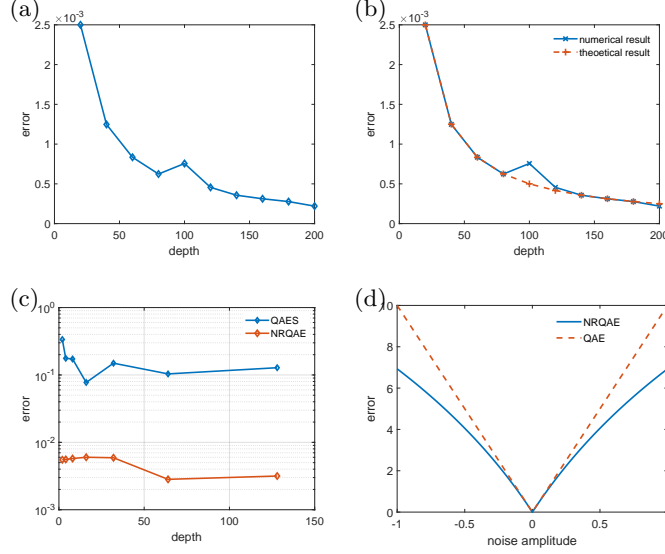 (a)
×10⁻³
2.5
2
1.5
1
0.5
0
error
0 50 100 150 200
depth
(b)
×10⁻³
2.5
2
1.5
1
0.5
0
error
numerical result
theoetical result
0 50 100 150 200
depth
(c)
10⁰
10⁻¹
10⁻²
10⁻³
error
QAES
NRQAE
0 50 100 150
depth
(d)
10
8
6
4
2
0
error
NRQAE
QAE
-1 -0.5 0 0.5
noise amplitude